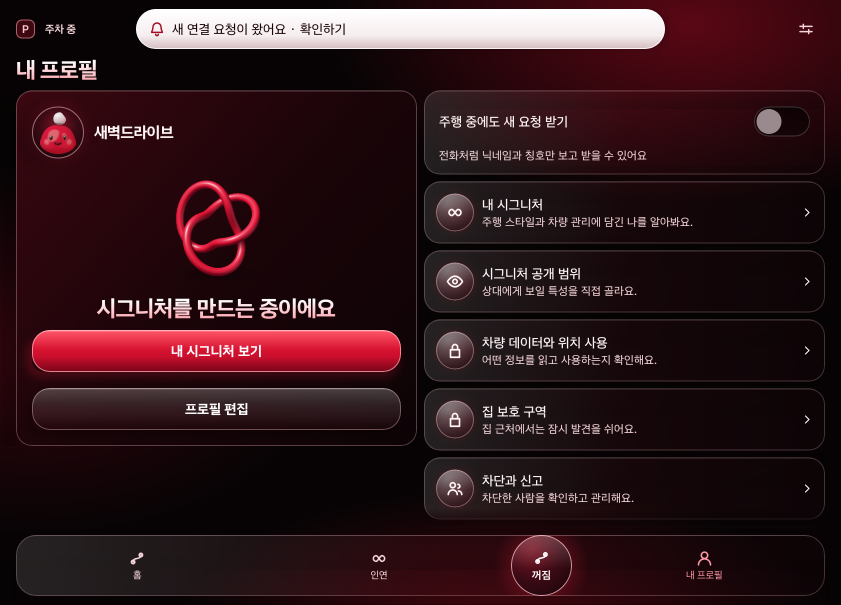 P 주차 중
새 연결 요청이 왔어요 · 확인하기
내 프로필
새벽드라이브
시그니처를 만드는 중이에요
내 시그니처 보기
프로필 편집
주행 중에도 새 요청 받기
전화처럼 닉네임과 칭호만 보고 받을 수 있어요
내 시그니처
주행 스타일과 차량 관리에 담긴 나를 알아봐요.
시그니처 공개 범위
상대에게 보일 특성을 직접 골라요.
차량 데이터와 위치 사용
어떤 정보를 읽고 사용하는지 확인해요.
집 보호 구역
집 근처에서는 잠시 발견을 쉬어요.
차단과 신고
차단한 사람을 확인하고 관리해요.
홈
인연
꺼짐
내 프로필